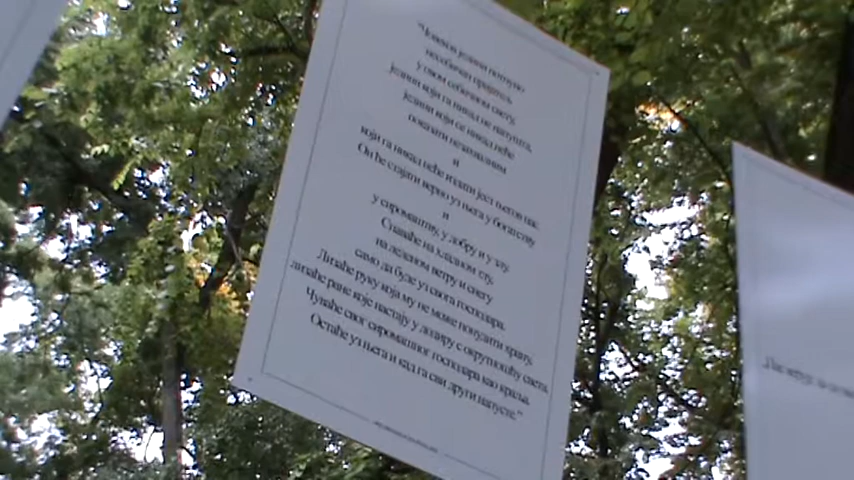 "Човеков једини потпуно
несебичан пријатељ
у овом себичном свету,
једини који га никад не напушта,
једини који се никад неће
показати незахвалним
и
који га никад неће издати јест његов пас.
Он ће стајати верно уз њега у богатству
и
у сиромаштву, у добру и у злу.
Спаваће на хладном тлу,
на леденом ветру и снегу
само да буде уз свога господара.
Лизаће руку која му не може понудити храну,
лизаће ране које настају у додиру с окрутношћу света.
Чуваће сног сиромашног господара као краља.
Остаће уз њега и кад га сви други напусте."